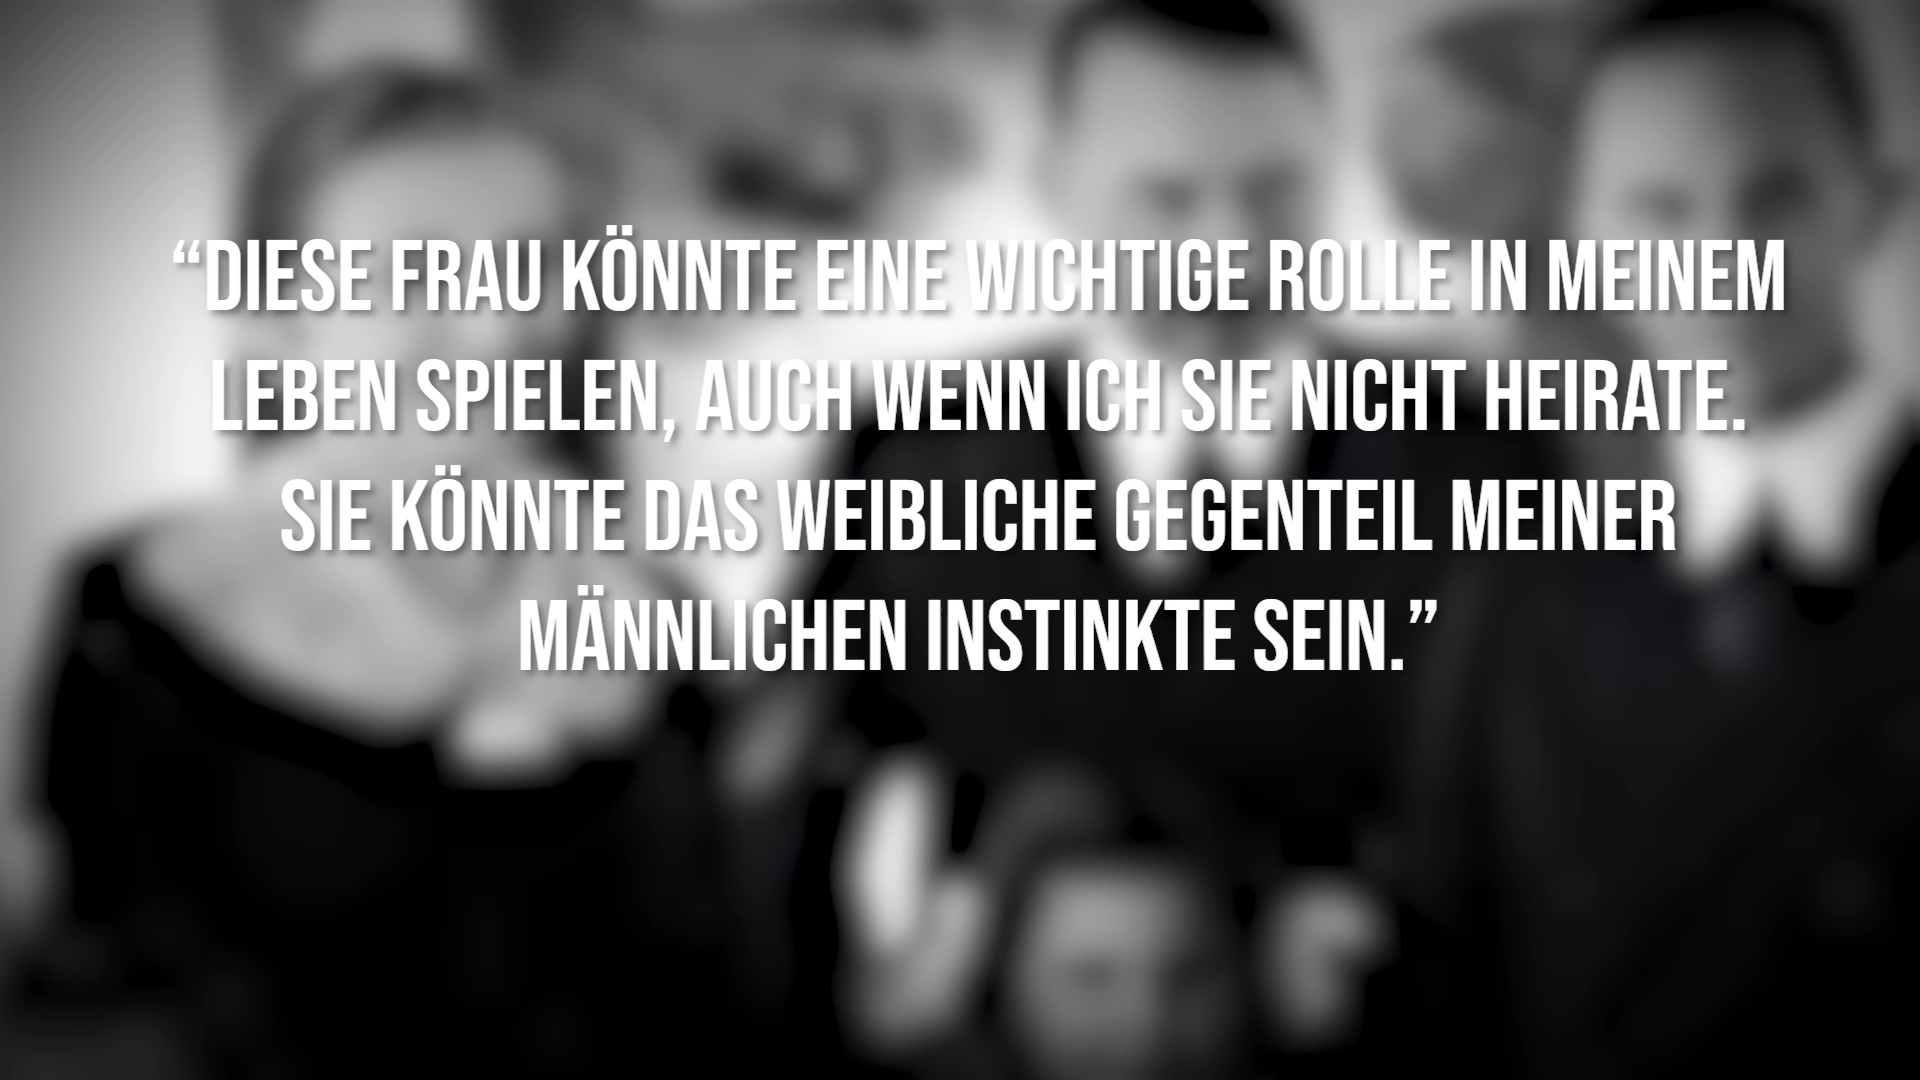 “DIESE FRAU KÖNNTE EINE WICHTIGE ROLLE IN MEINEM
LEBEN SPIELEN, AUCH WENN ICH SIE NICHT HEIRATE.
SIE KÖNNTE DAS WEIBLICHE GEGENTEIL MEINER
MÄNNLICHEN INSTINKTE SEIN.”